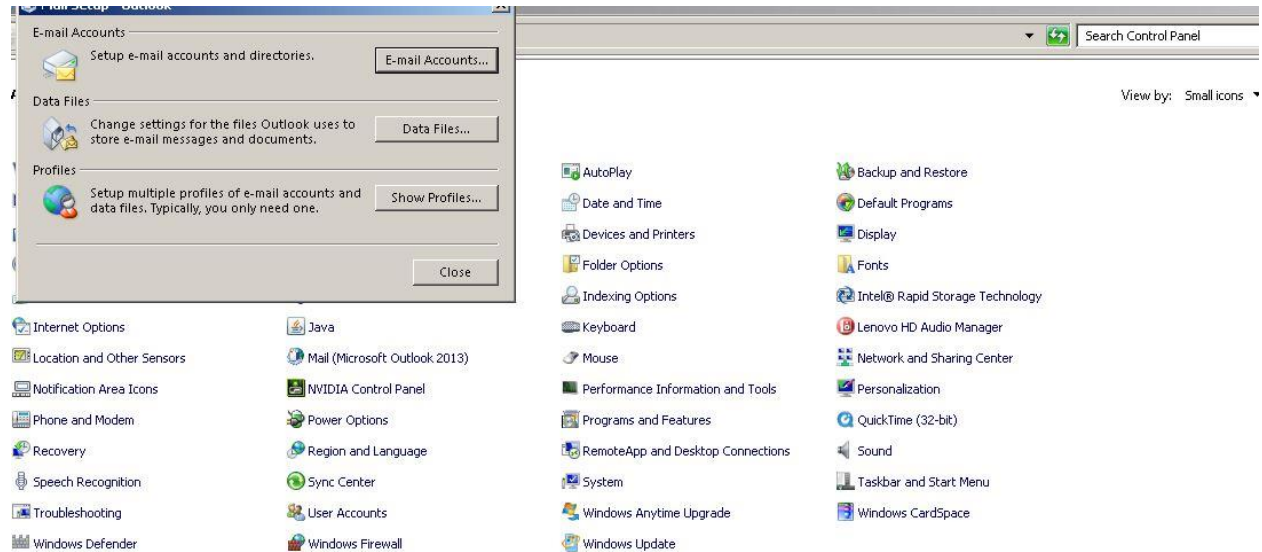 Mail Setup - Outlook
E-mail Accounts
Setup e-mail accounts and directories.
E-mail Accounts...
Data Files
Change settings for the files Outlook uses to
store e-mail messages and documents.
Data Files...
Profiles
Setup multiple profiles of e-mail accounts and
data files. Typically, you only need one.
Show Profiles...
Close
Search Control Panel
View by: Small icons
AutoPlay
Backup and Restore
Date and Time
Default Programs
Devices and Printers
Display
Folder Options
Fonts
Indexing Options
Intel® Rapid Storage Technology
Internet Options
Java
Keyboard
Lenovo HD Audio Manager
Location and Other Sensors
Mail (Microsoft Outlook 2013)
Mouse
Network and Sharing Center
Notification Area Icons
NVIDIA Control Panel
Performance Information and Tools
Personalization
Phone and Modem
Power Options
Programs and Features
QuickTime (32-bit)
Recovery
Region and Language
RemoteApp and Desktop Connections
Sound
Speech Recognition
Sync Center
System
Taskbar and Start Menu
Troubleshooting
User Accounts
Windows Anytime Upgrade
Windows CardSpace
Windows Defender
Windows Firewall
Windows Update